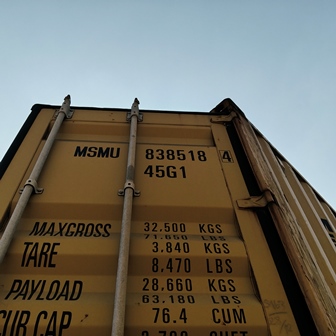 MSMU 838518 4
45G1
MAXGROSS 32.500 KGS
71.650 LBS
TARE 3.840 KGS
8.470 LBS
PAYLOAD 28.660 KGS
63.180 LBS
CUB CAP 76.4 CUM